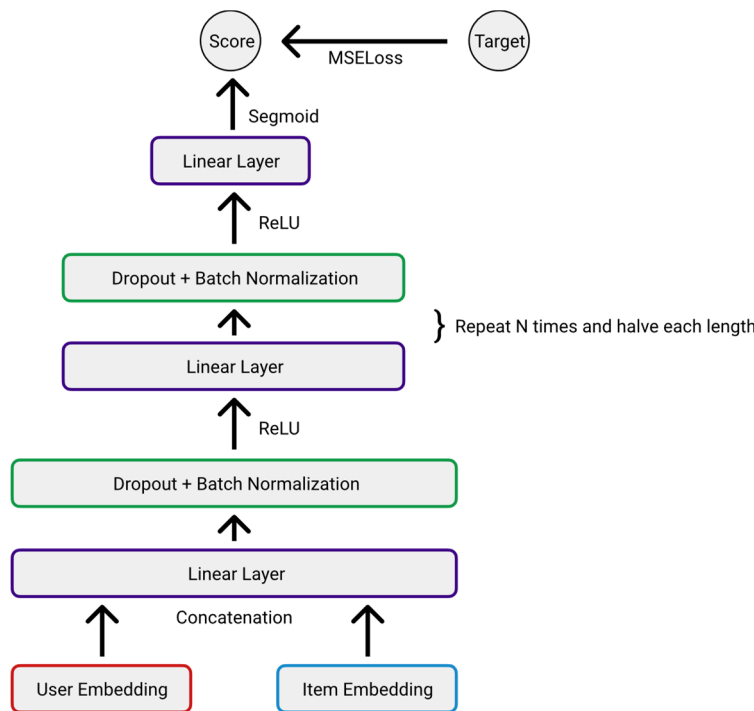 Score
Target
MSELoss
Segmoid
Linear Layer
ReLU
Dropout + Batch Normalization
} Repeat N times and halve each length
Linear Layer
ReLU
Dropout + Batch Normalization
Linear Layer
Concatenation
User Embedding
Item Embedding